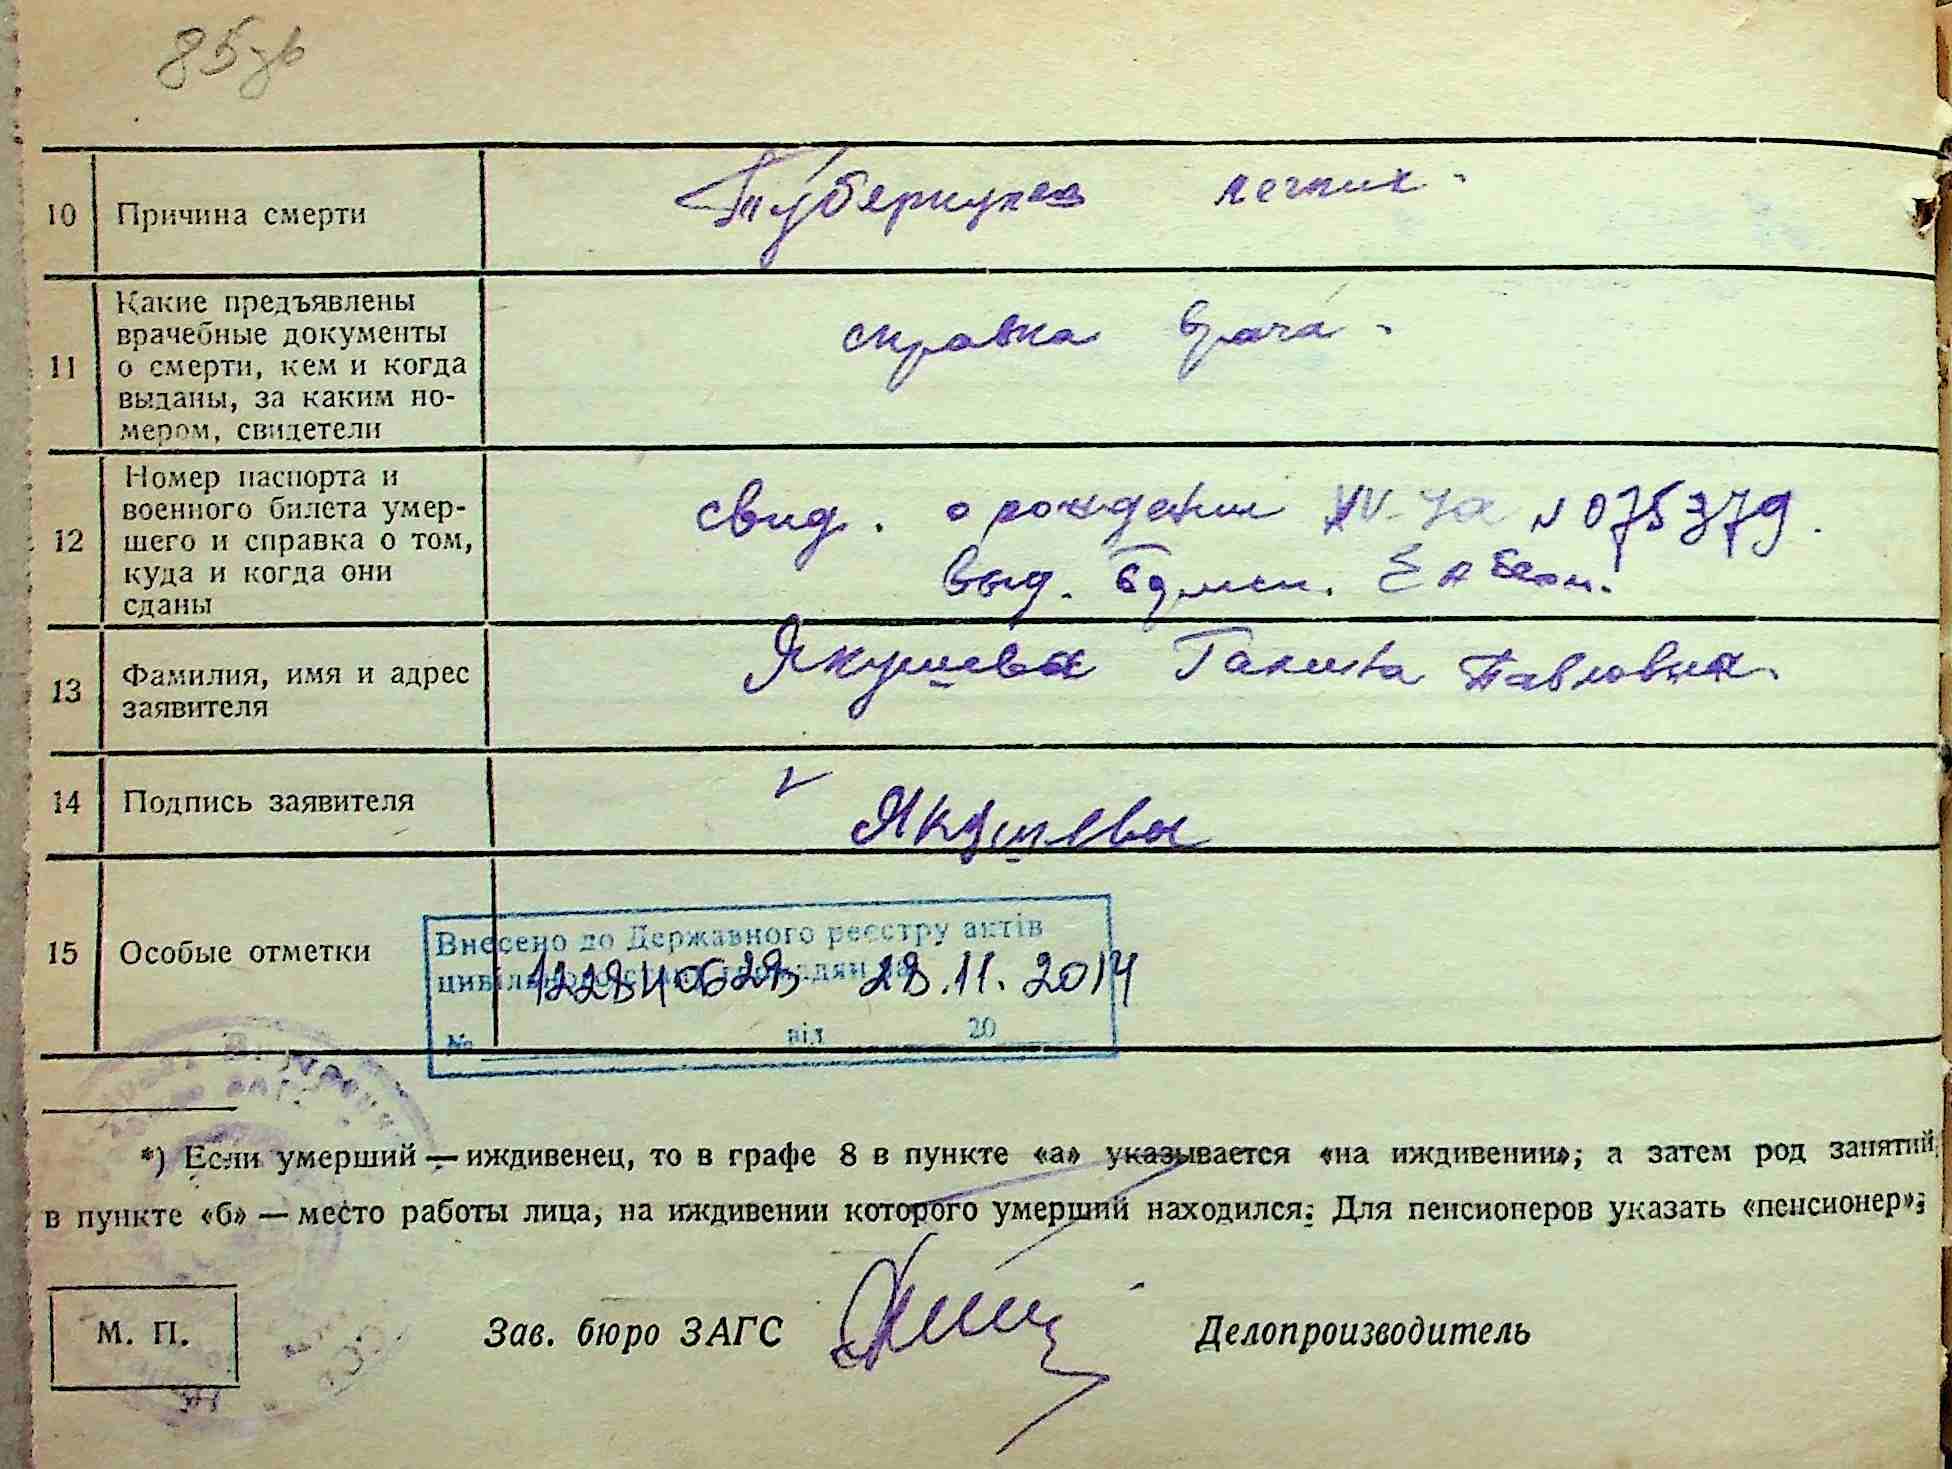 85
10 Причина смерти Туберкулез легких.
11 Какие предъявлены
врачебные документы
о смерти, кем и когда
выданы, за каким но-
мером, свидетели
справка врача.
12 Номер паспорта и
военного билета умер-
шего и справка о том,
куда и когда они
сданы
свид. о рождении №075379.
выд.
13 Фамилия, имя и адрес
заявителя
Якушева Галина Павловна.
14 Подпись заявителя Якушева
15 Особые отметки
Внесено до Державного реєстру актів
цивільного стану громадян за
28.11.2014
№ від 20
*) Если умерший — иждивенец, то в графе 8 в пункте «а» указывается «на иждивении»; а затем род занятий,
в пункте «б» — место работы лица, на иждивении которого умерший находился; Для пенсионеров указать «пенсионер»;
М. П. Зав. бюро ЗАГС Делопроизводитель